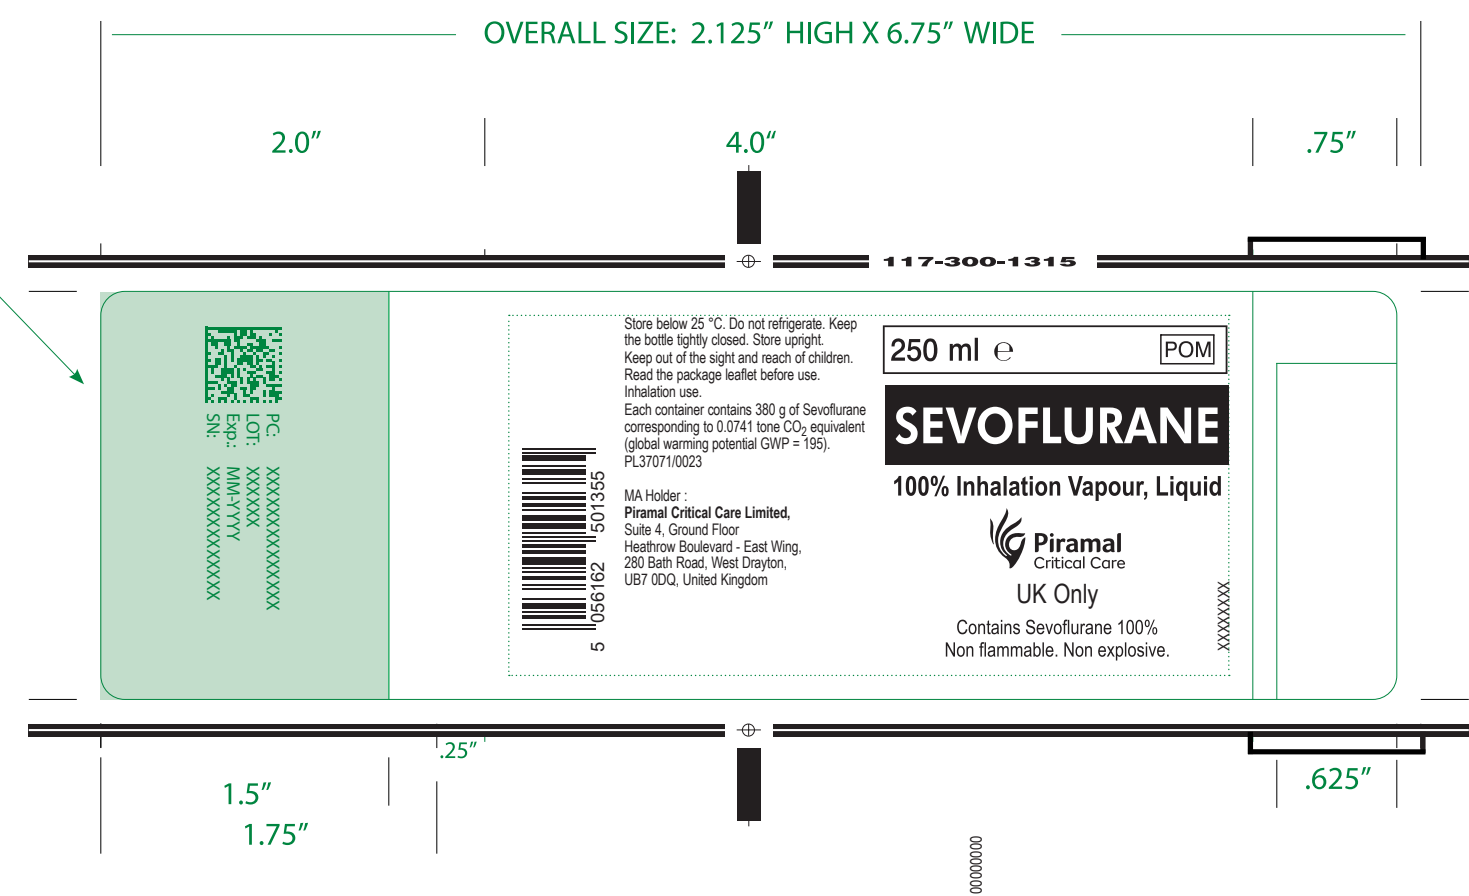 OVERALL SIZE: 2.125” HIGH X 6.75” WIDE
2.0”
4.0“
.75”
117-300-1315
PC: XXXXXXXXXXXXXX
LOT: XXXXXX
Exp.: MM-YYYY
SN: XXXXXXXXXXXXX
5 056162 501355
Store below 25 °C. Do not refrigerate. Keep
the bottle tightly closed. Store upright.
Keep out of the sight and reach of children.
Read the package leaflet before use.
Inhalation use.
Each container contains 380 g of Sevoflurane
corresponding to 0.0741 tone CO2 equivalent
(global warming potential GWP = 195).
PL37071/0023
MA Holder :
Piramal Critical Care Limited,
Suite 4, Ground Floor
Heathrow Boulevard - East Wing,
280 Bath Road, West Drayton,
UB7 0DQ, United Kingdom
250 ml ℮
POM
SEVOFLURANE
100% Inhalation Vapour, Liquid
Piramal
Critical Care
UK Only
Contains Sevoflurane 100%
Non flammable. Non explosive.
XXXXXXXX
.25”
1.5”
1.75”
.625”
00000000